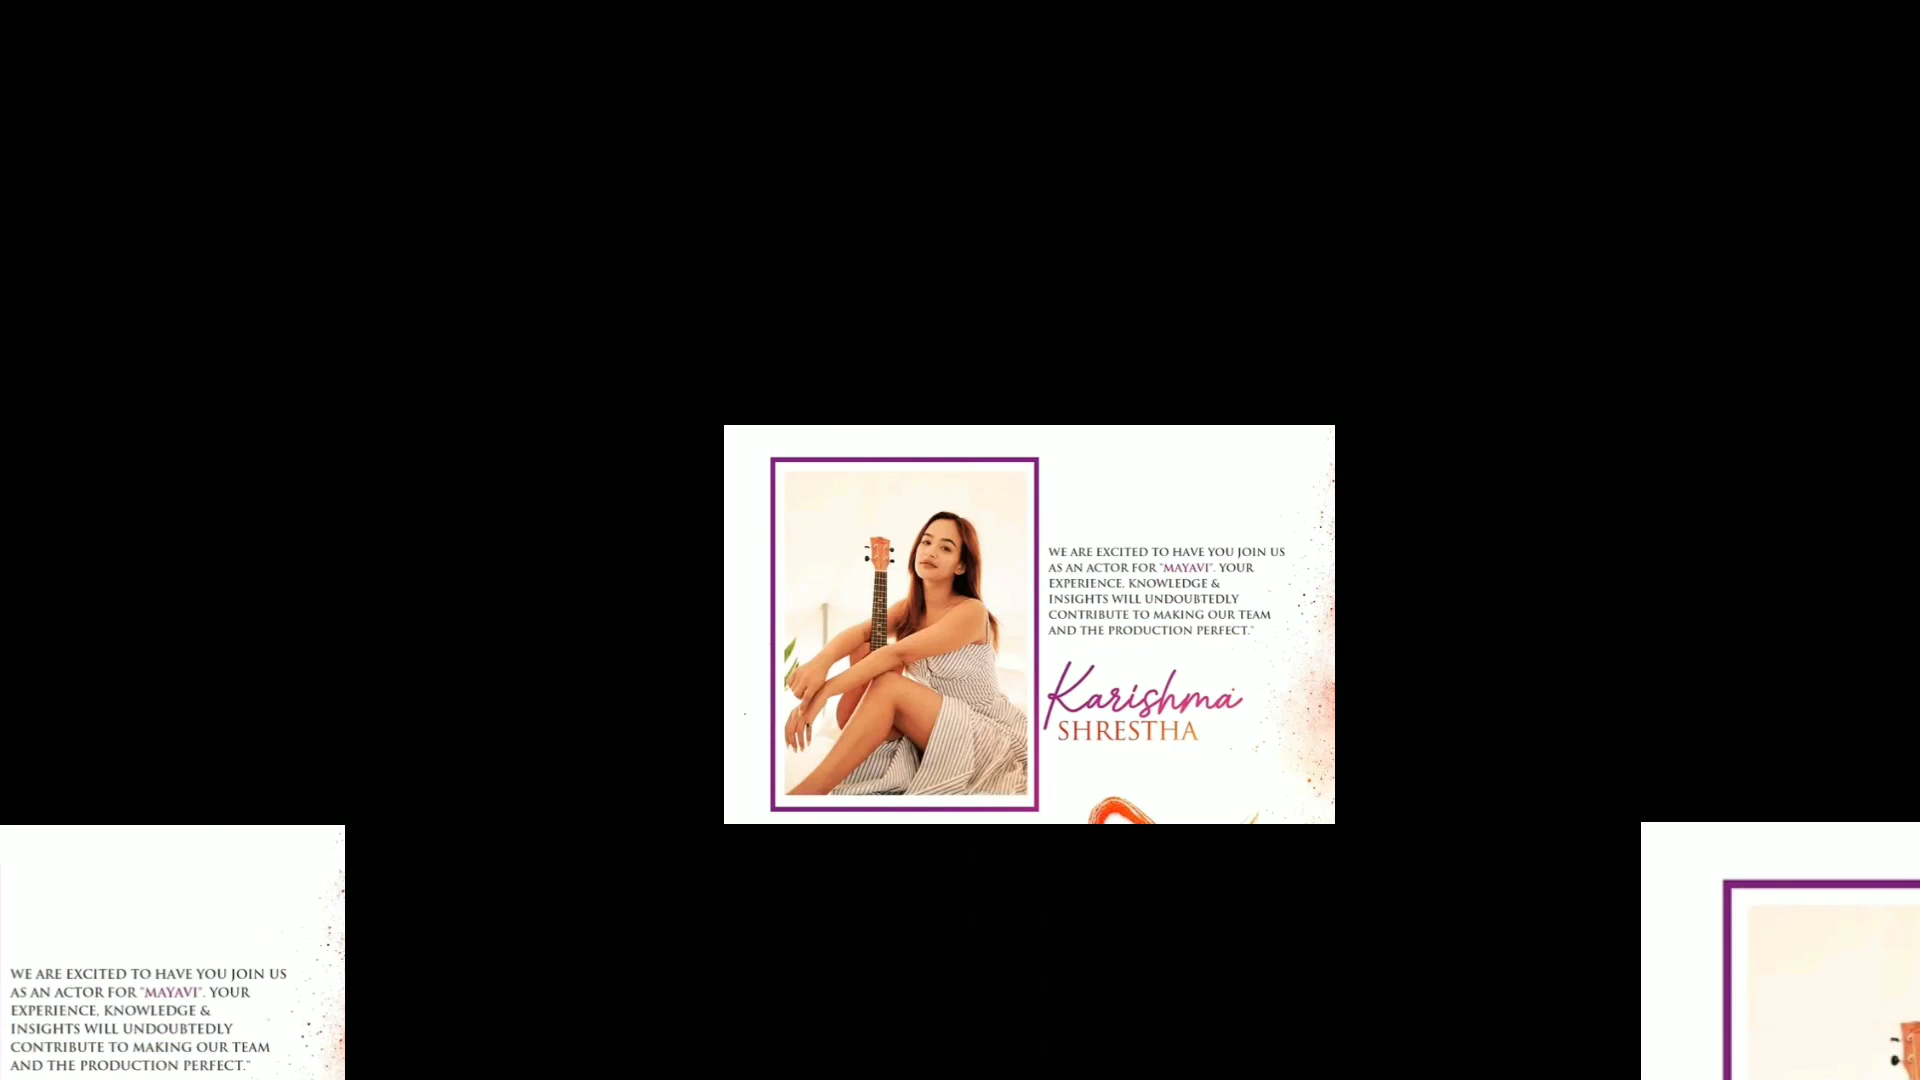 WE ARE EXCITED TO HAVE YOU JOIN US
AS AN ACTOR FOR "MAYAVI". YOUR
EXPERIENCE, KNOWLEDGE &
INSIGHTS WILL UNDOUBTEDLY
CONTRIBUTE TO MAKING OUR TEAM
AND THE PRODUCTION PERFECT."
Karishma
SHRESTHA
WE ARE EXCITED TO HAVE YOU JOIN US
AS AN ACTOR FOR "MAYAVI". YOUR
EXPERIENCE, KNOWLEDGE &
INSIGHTS WILL UNDOUBTEDLY
CONTRIBUTE TO MAKING OUR TEAM
AND THE PRODUCTION PERFECT."